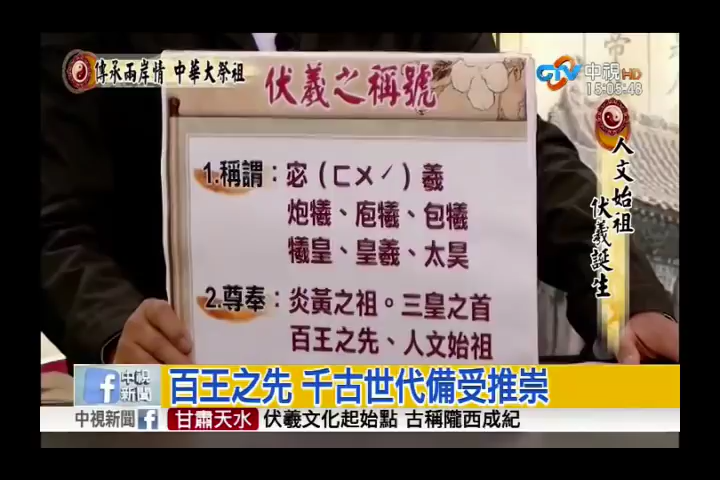 傳承兩岸情 中華大祭祖
伏羲之稱號
CTV中視HD
15:05:48
人文始祖
伏羲誕生
1.稱謂：宓（ㄈㄨˊ）羲
炮犧、庖犧、包犧
犧皇、皇羲、太昊
2.尊奉：炎黃之祖。三皇之首
百王之先、人文始祖
f 中視新聞
百王之先 千古世代備受推崇
中視新聞 f 甘肅天水 伏羲文化起始點 古稱隴西成紀